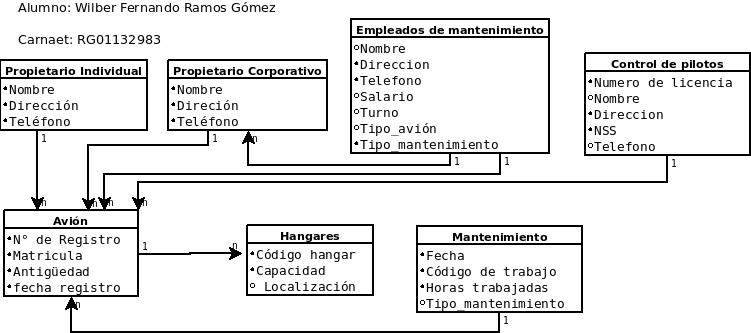 Alumno: Wilber Fernando Ramos Gómez
Carnaet: RG01132983
Propietario Individual
Nombre
Dirección
Teléfono
1
Propietario Corporativo
Nombre
Direción
Teléfono
1
n
Empleados de mantenimiento
Nombre
Direccion
Telefono
Salario
Turno
Tipo_avión
Tipo_mantenimiento
1
1
Control de pilotos
Numero de licencia
Nombre
Direccion
NSS
Telefono
1
n
n
n
n
Avión
N° de Registro
Matricula
Antigüedad
fecha registro
1
n
n
Hangares
Código hangar
Capacidad
Localización
Mantenimiento
Fecha
Código de trabajo
Horas trabajadas
Tipo_mantenimiento
1